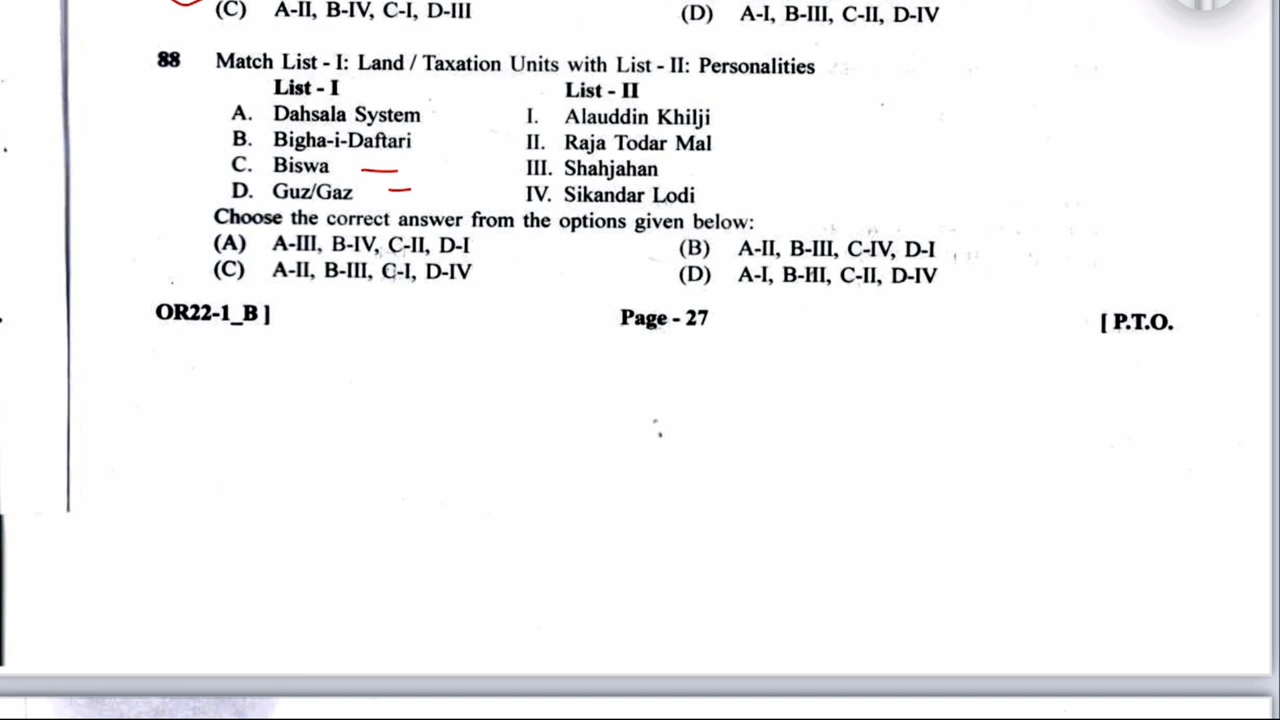 (C) A-II, B-IV, C-I, D-III (D) A-I, B-III, C-II, D-IV
88 Match List - I: Land / Taxation Units with List - II: Personalities
List - I List - II
A. Dahsala System I. Alauddin Khilji
B. Bigha-i-Daftari II. Raja Todar Mal
C. Biswa III. Shahjahan
D. Guz/Gaz IV. Sikandar Lodi
Choose the correct answer from the options given below:
(A) A-III, B-IV, C-II, D-I (B) A-II, B-III, C-IV, D-I
(C) A-II, B-III, C-I, D-IV (D) A-I, B-III, C-II, D-IV
OR22-1_B ] Page - 27 [ P.T.O.